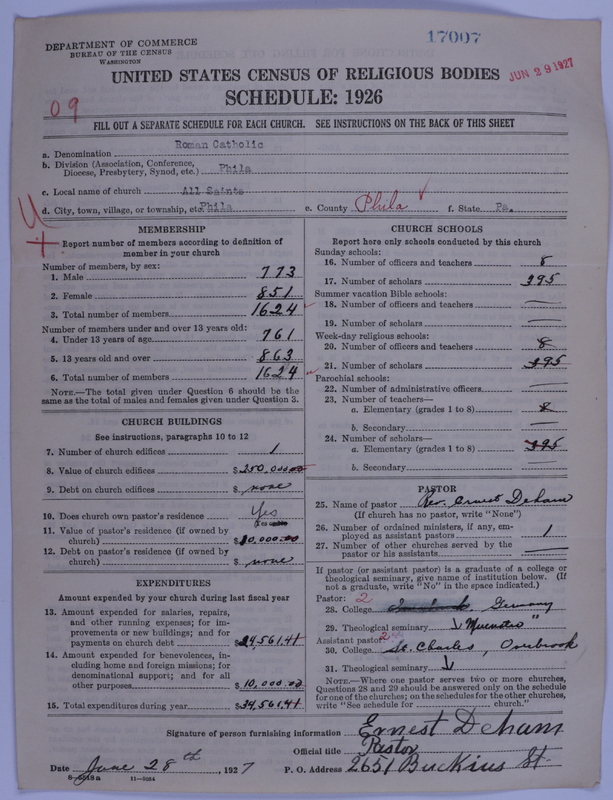 DEPARTMENT OF COMMERCE
BUREAU OF THE CENSUS
WASHINGTON
17007
UNITED STATES CENSUS OF RELIGIOUS BODIES
JUN 29 1927
SCHEDULE: 1926
09
FILL OUT A SEPARATE SCHEDULE FOR EACH CHURCH. SEE INSTRUCTIONS ON THE BACK OF THIS SHEET
a. Denomination Roman Catholic
b. Division (Association, Conference, Diocese, Presbytery, Synod, etc.) Phila
c. Local name of church All Saints
d. City, town, village, or township, etc. Phila e. County Phila f. State Pa.
MEMBERSHIP
Report number of members according to definition of
member in your church
Number of members, by sex:
1. Male 773
2. Female 851
3. Total number of members 1624
Number of members under and over 13 years old:
4. Under 13 years of age 761
5. 13 years old and over 863
6. Total number of members 1624
NOTE.—The total given under Question 6 should be the
same as the total of males and females given under Question 3.
CHURCH BUILDINGS
See instructions, paragraphs 10 to 12
7. Number of church edifices 1
8. Value of church edifices $250,000.00
9. Debt on church edifices $ none
10. Does church own pastor's residence Yes
(Yes or no)
11. Value of pastor's residence (if owned by
church) $
12. Debt on pastor's residence (if owned by
church) $ none
EXPENDITURES
Amount expended by church during last fiscal year
13. Amount expended for salaries, repairs,
and other running expenses; for im-
provements or new buildings; and for
payments on church debt $24,561.41
14. Amount expended for benevolences, in-
cluding home and foreign missions; for
denominational support; and for all
other purposes $10,000.00
15. Total expenditures during year $34,561.41
CHURCH SCHOOLS
Report here only schools conducted by this church
Sunday schools:
16. Number of officers and teachers 8
17. Number of scholars 395
Summer vacation Bible schools:
18. Number of officers and teachers —
19. Number of scholars —
Week-day religious schools:
20. Number of officers and teachers 8
21. Number of scholars 395
Parochial schools:
22. Number of administrative officers —
23. Number of teachers—
a. Elementary (grades 1 to 8) 8
b. Secondary —
24. Number of scholars—
a. Elementary (grades 1 to 8) 395
b. Secondary —
PASTOR
25. Name of pastor Rev. Ernest Deham
(If church has no pastor, write "None")
26. Number of ordained ministers, if any, em-
ployed as assistant pastors 1
27. Number of other churches served by the
pastor or his assistants —
If pastor (or assistant pastor) is a graduate of a college or
theological seminary, give name of institution below. (If
not a graduate, write "No" in the space indicated.)
Pastor: 2
28. College Germany
29. Theological seminary "
Assistant pastor: 2
30. College St. Charles, Overbrook
31. Theological seminary
NOTE.—Where one pastor serves two or more churches,
Questions 28 and 29 should be answered only on the schedule
for one of the churches; on the schedules for the other churches,
write "See schedule for church."
Signature of person furnishing information Ernest Deham
Official title Pastor
Date June 28th, 1927 P. O. Address 2651 Buckius St.
11-9084